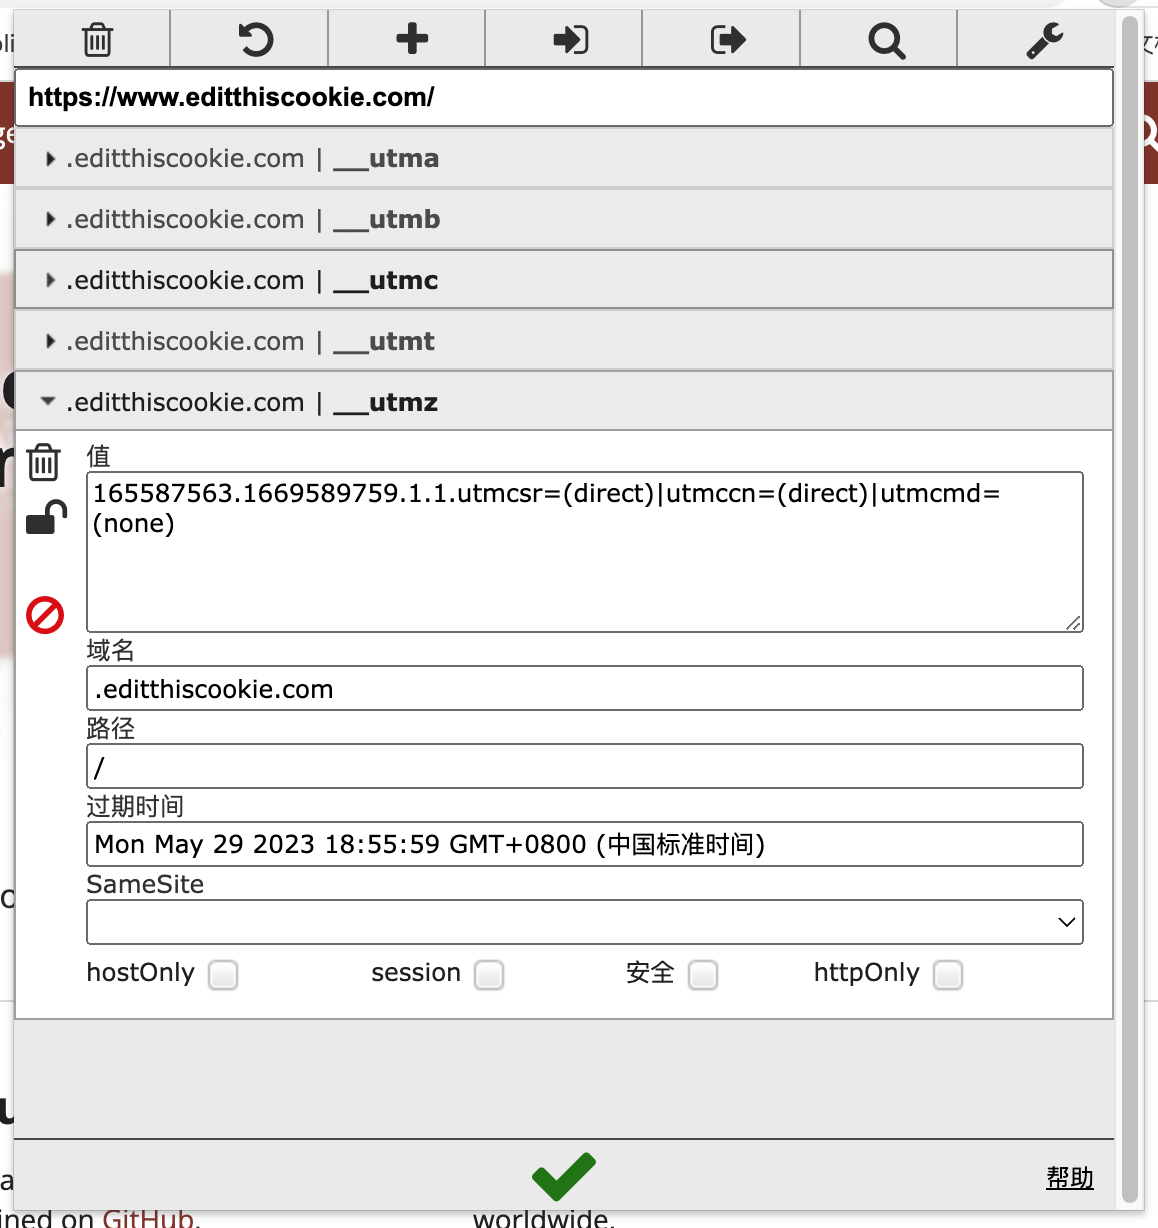 https://www.editthiscookie.com/
.editthiscookie.com | __utma
.editthiscookie.com | __utmb
.editthiscookie.com | __utmc
.editthiscookie.com | __utmt
.editthiscookie.com | __utmz
值
165587563.1669589759.1.1.utmcsr=(direct)|utmccn=(direct)|utmcmd=
(none)
域名
.editthiscookie.com
路径
/
过期时间
Mon May 29 2023 18:55:59 GMT+0800 (中国标准时间)
SameSite
hostOnly session 安全 httpOnly
帮助
ined on GitHub. worldwide.